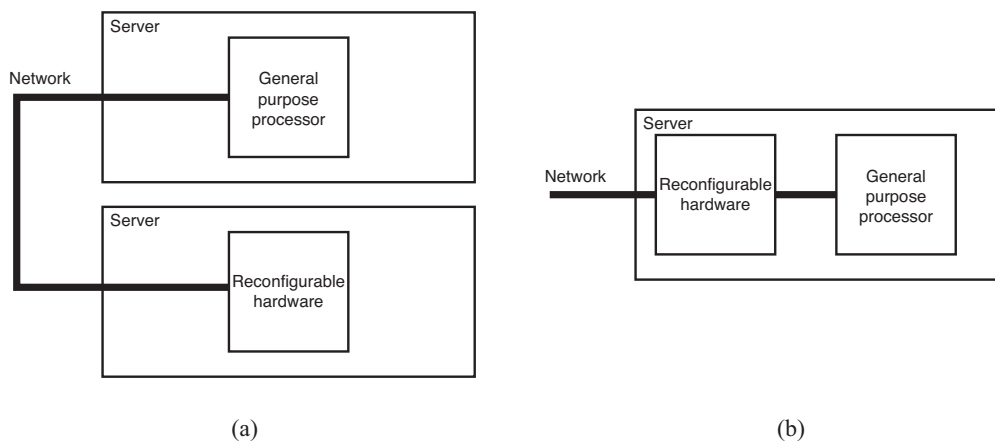 Server
Network
General
purpose
processor
Server
Reconfigurable
hardware
(a)
Server
Network
Reconfigurable
hardware
General
purpose
processor
(b)